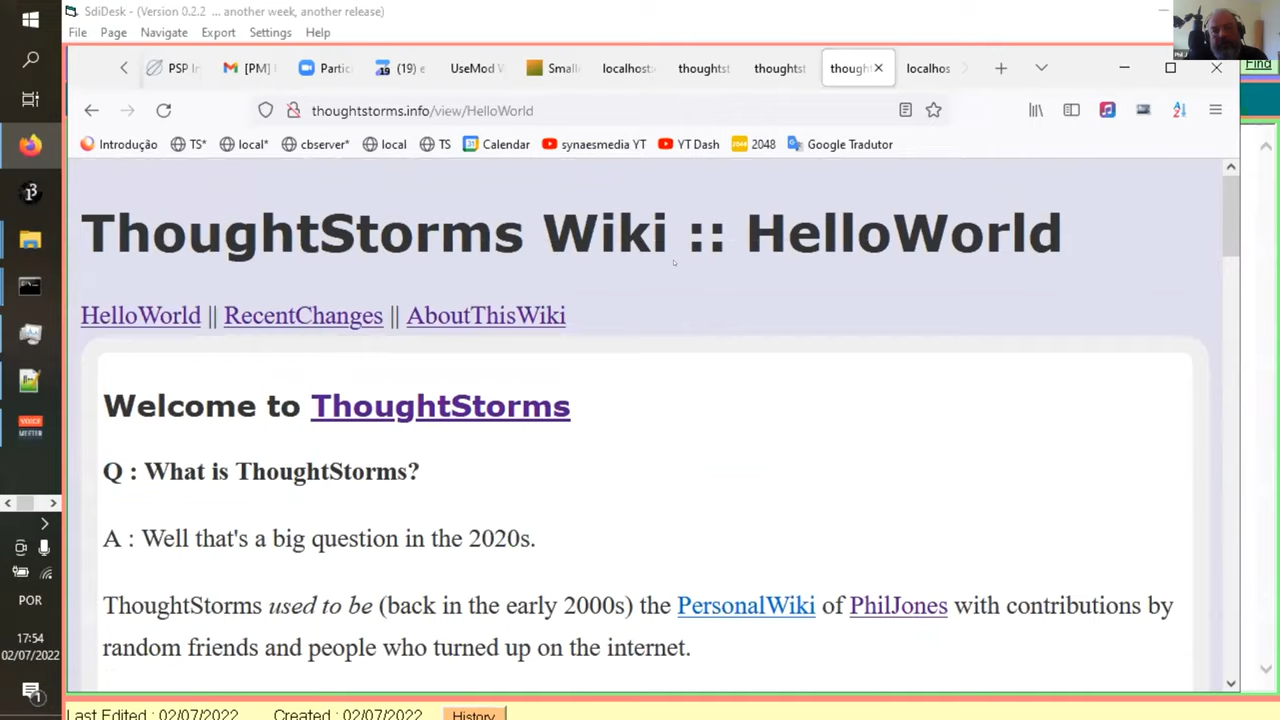 SdiDesk - (Version 0.2.2 ... another week, another release)
File Page Navigate Export Settings Help
Find
PSP In [PM] Partic (19) e UseMod W Small localhost: thoughtst thoughtst though localhos
thoughtstorms.info/view/HelloWorld
Introdução TS* local* cbserver* local TS Calendar synaesmedia YT YT Dash 2048 Google Tradutor
ThoughtStorms Wiki :: HelloWorld
HelloWorld || RecentChanges || AboutThisWiki
Welcome to ThoughtStorms
Q : What is ThoughtStorms?
A : Well that's a big question in the 2020s.
ThoughtStorms used to be (back in the early 2000s) the PersonalWiki of PhilJones with contributions by
random friends and people who turned up on the internet.
Last Edited : 02/07/2022 Created : 02/07/2022 History
VOICE
MEETER
POR
17:54
02/07/2022
1